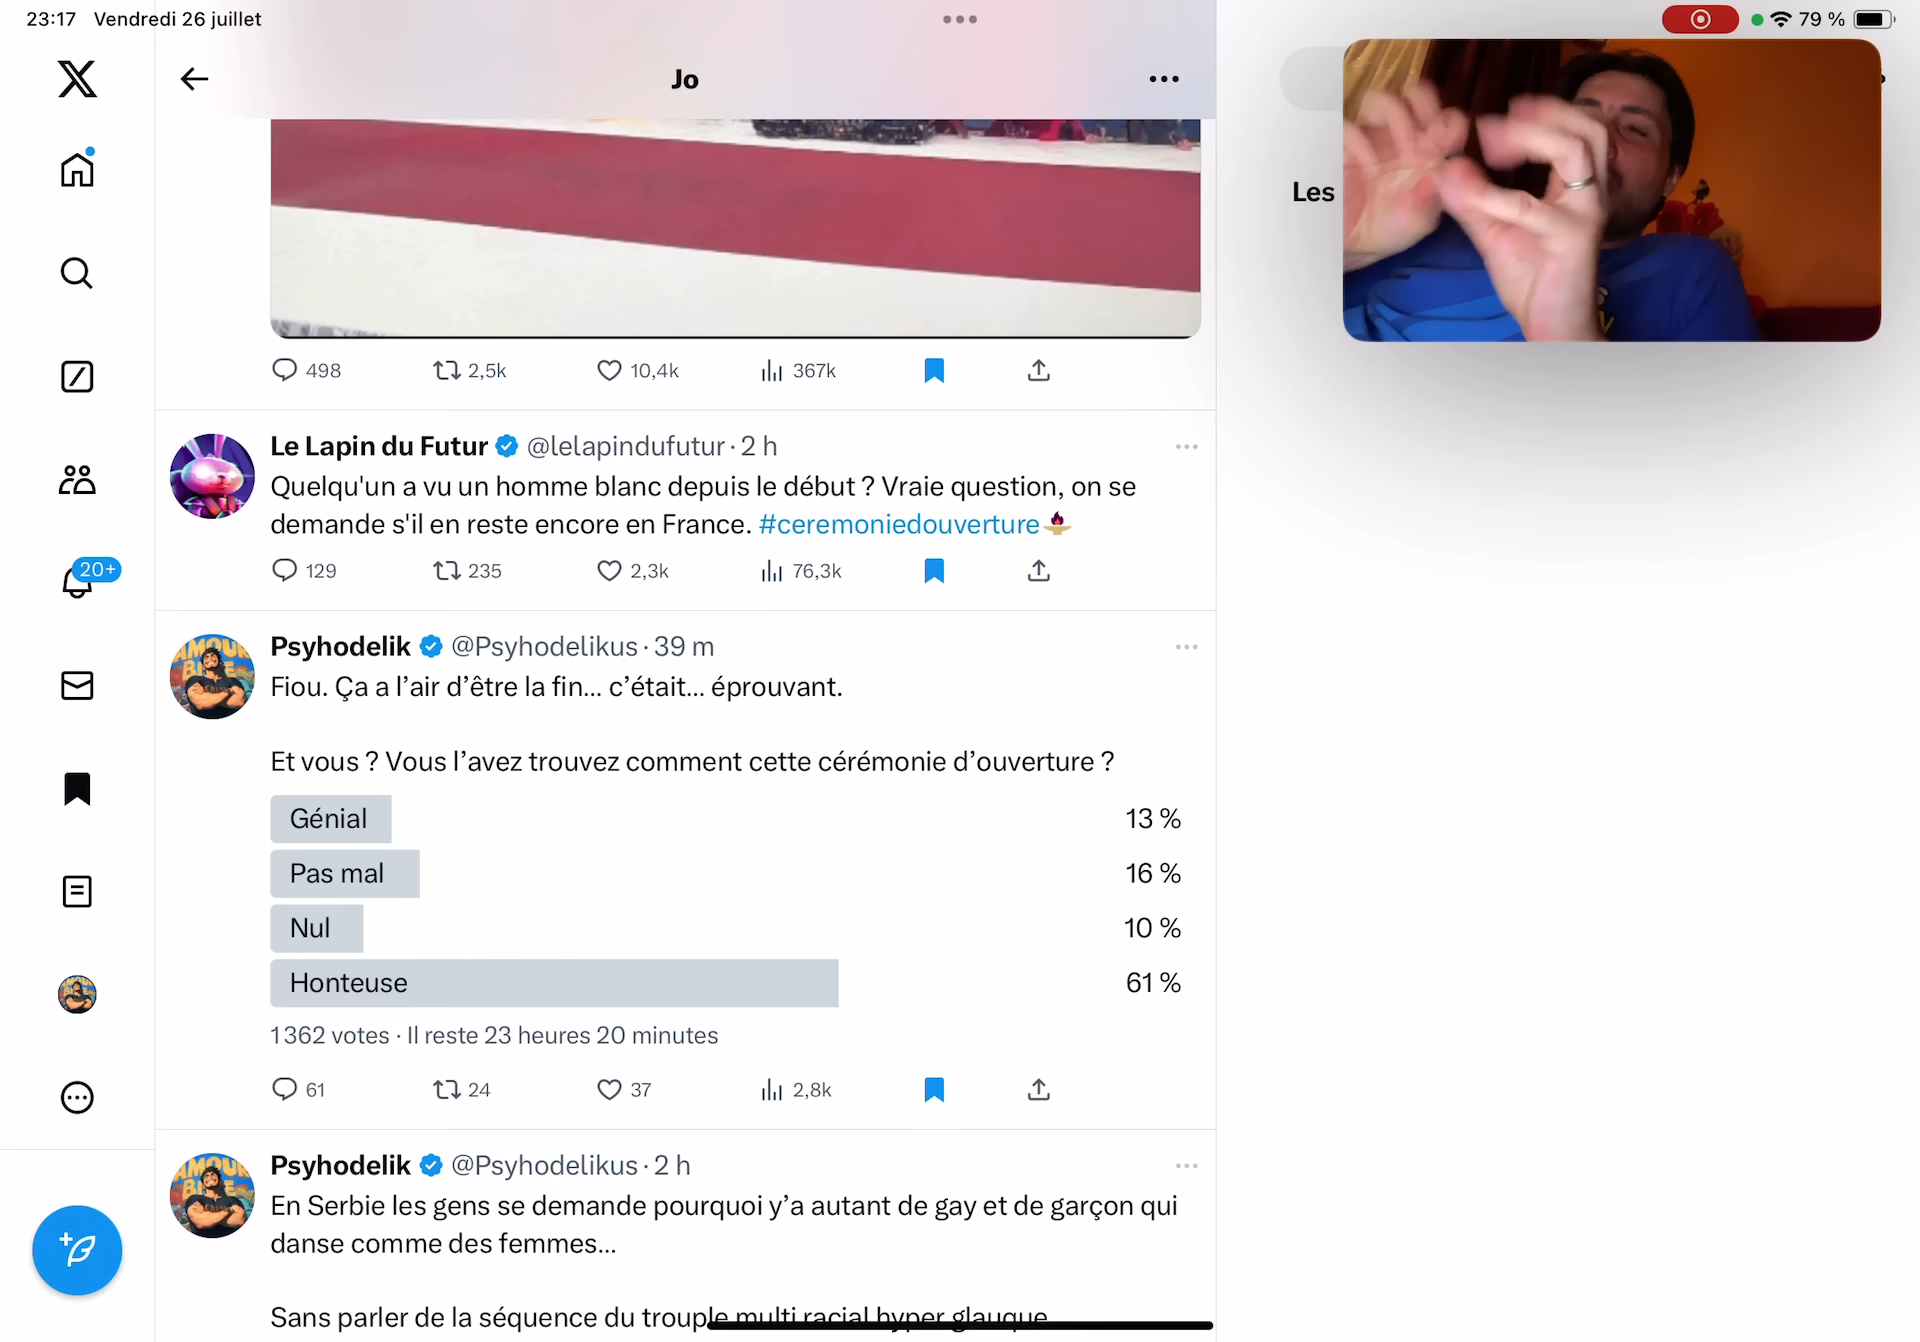 23:17 Vendredi 26 juillet
79 %
Jo
Les
498 2,5k 10,4k 367k
Le Lapin du Futur @lelapindufutur · 2 h
Quelqu'un a vu un homme blanc depuis le début ? Vraie question, on se
demande s'il en reste encore en France. #ceremoniedouverture
129 235 2,3k 76,3k
20+
Psyhodelik @Psyhodelikus · 39 m
Fiou. Ça a l’air d’être la fin... c’était... éprouvant.
Et vous ? Vous l’avez trouvez comment cette cérémonie d’ouverture ?
Génial 13 %
Pas mal 16 %
Nul 10 %
Honteuse 61 %
1 362 votes · Il reste 23 heures 20 minutes
61 24 37 2,8k
Psyhodelik @Psyhodelikus · 2 h
En Serbie les gens se demande pourquoi y’a autant de gay et de garçon qui
danse comme des femmes...
Sans parler de la séquence du trouple multi racial hyper glauque